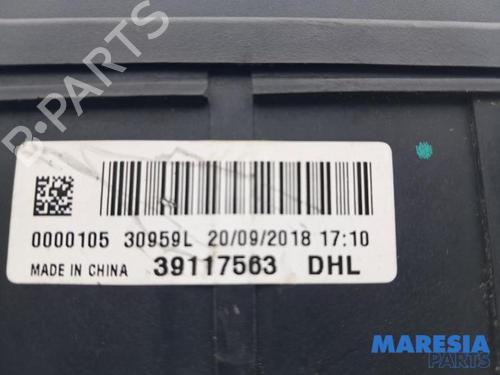 B-PARTS
0000105 30959L 20/09/2018 17:10
MADE IN CHINA 39117563 DHL
MARESIA
PARTS